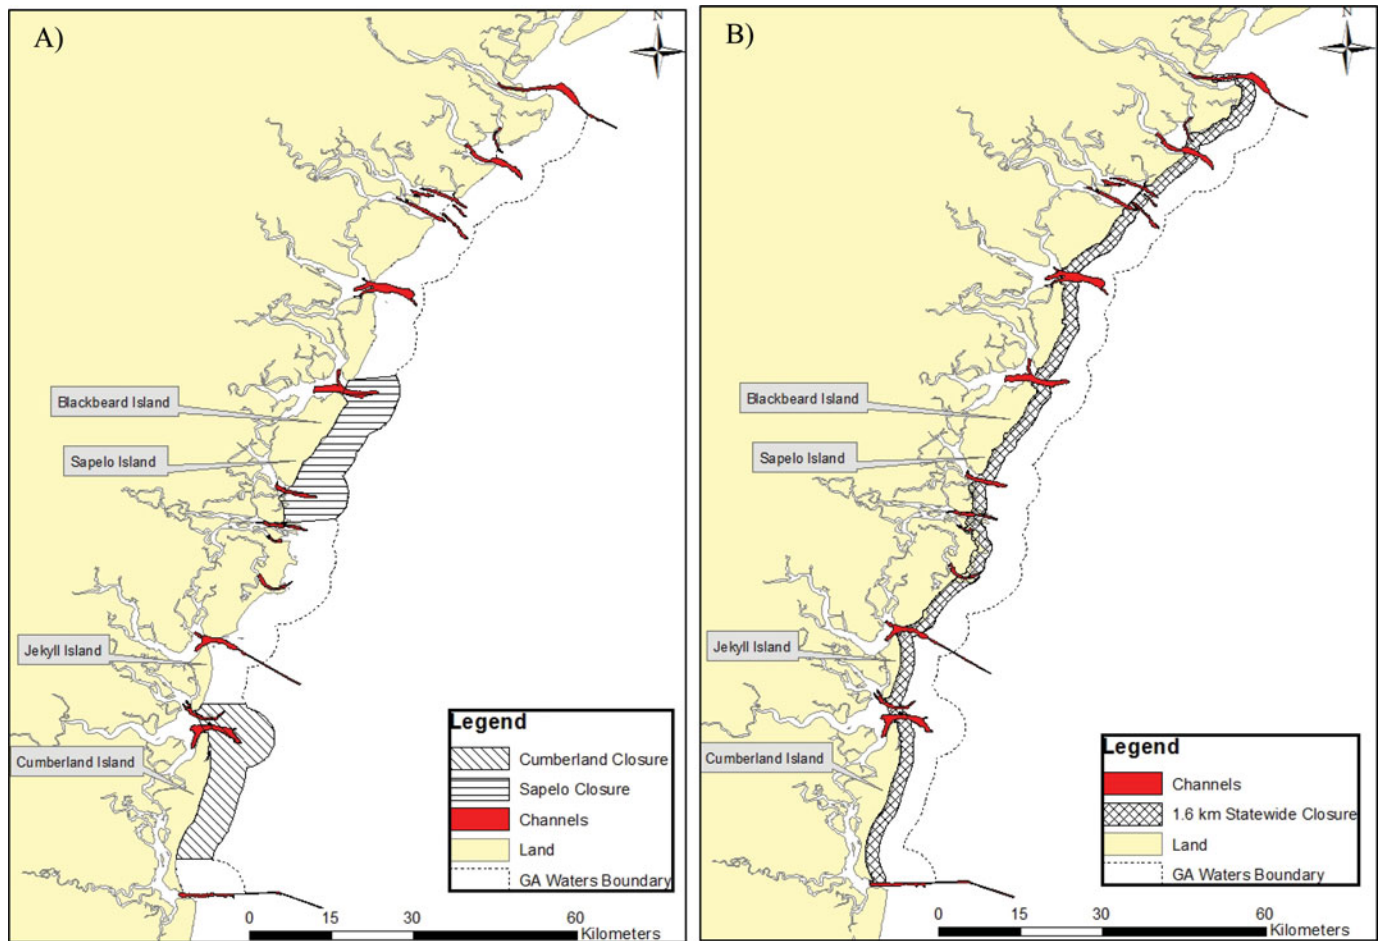 A)
N
Blackbeard Island
Sapelo Island
Jekyll Island
Cumberland Island
Legend
Cumberland Closure
Sapelo Closure
Channels
Land
GA Waters Boundary
0 15 30 60
Kilometers
B)
N
Blackbeard Island
Sapelo Island
Jekyll Island
Cumberland Island
Legend
Channels
1.6 km Statewide Closure
Land
GA Waters Boundary
0 15 30 60
Kilometers